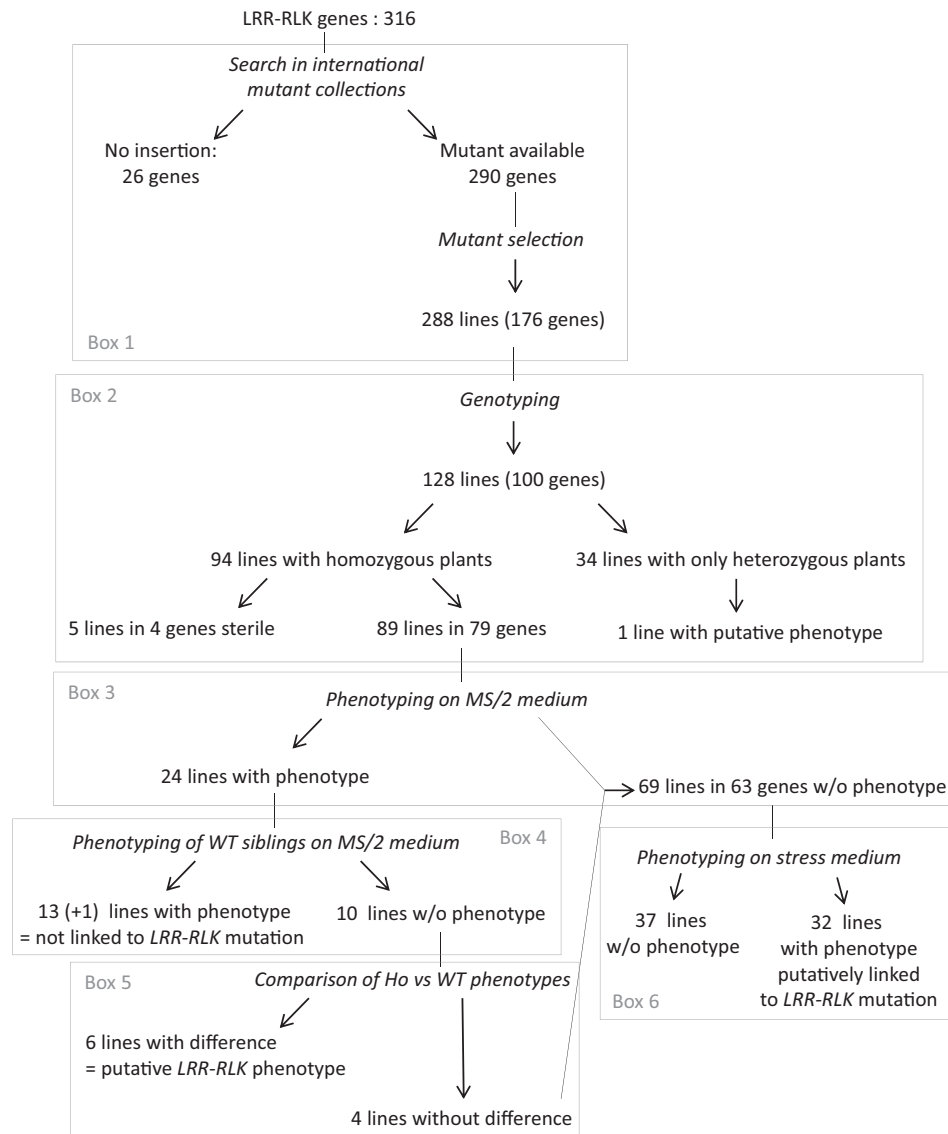 LRR-RLK genes : 316
Search in international
mutant collections
No insertion:
26 genes
Mutant available
290 genes
Mutant selection
288 lines (176 genes)
Box 1
Box 2
Genotyping
128 lines (100 genes)
94 lines with homozygous plants
34 lines with only heterozygous plants
5 lines in 4 genes sterile
89 lines in 79 genes
1 line with putative phenotype
Box 3
Phenotyping on MS/2 medium
24 lines with phenotype
69 lines in 63 genes w/o phenotype
Phenotyping of WT siblings on MS/2 medium
Box 4
13 (+1) lines with phenotype
= not linked to LRR-RLK mutation
10 lines w/o phenotype
Phenotyping on stress medium
37 lines
w/o phenotype
32 lines
with phenotype
putatively linked
to LRR-RLK mutation
Box 6
Box 5
Comparison of Ho vs WT phenotypes
6 lines with difference
= putative LRR-RLK phenotype
4 lines without difference